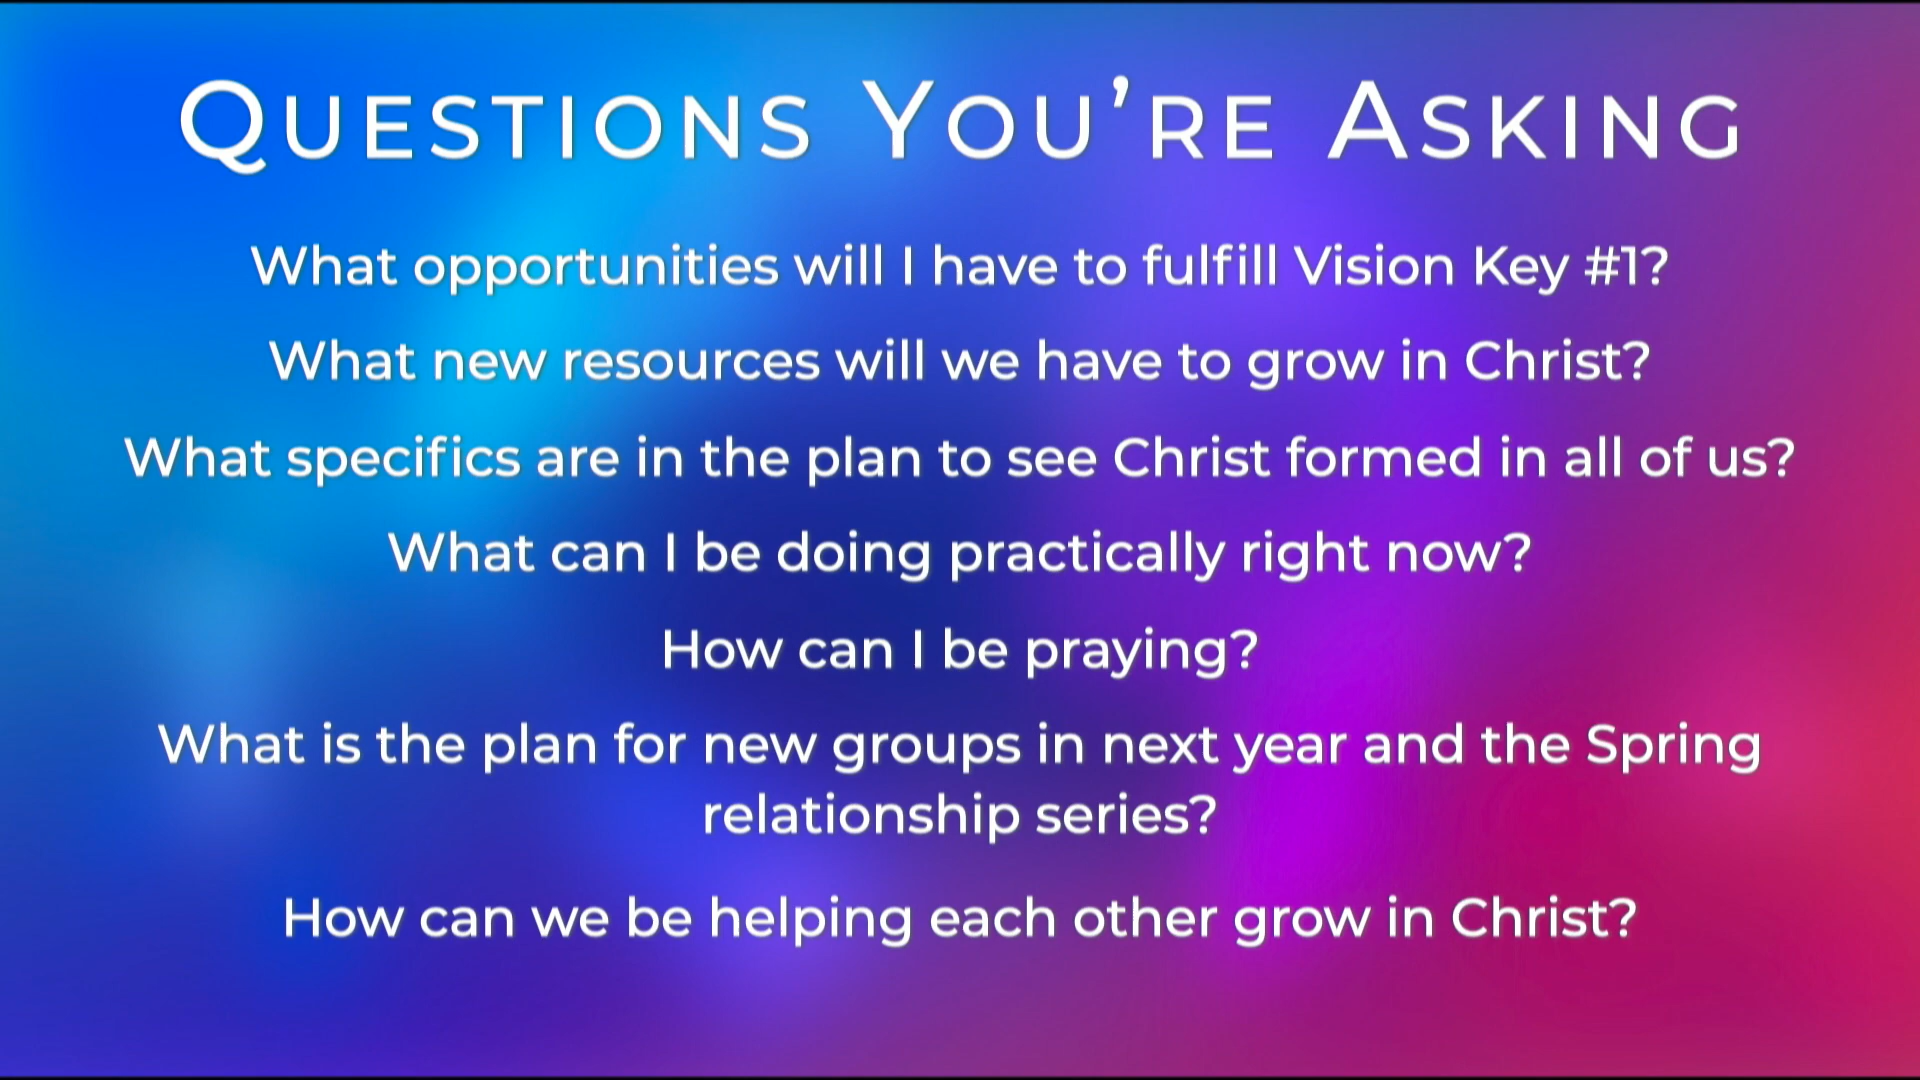 Questions You’re Asking
What opportunities will I have to fulfill Vision Key #1?
What new resources will we have to grow in Christ?
What specifics are in the plan to see Christ formed in all of us?
What can I be doing practically right now?
How can I be praying?
What is the plan for new groups in next year and the Spring
relationship series?
How can we be helping each other grow in Christ?